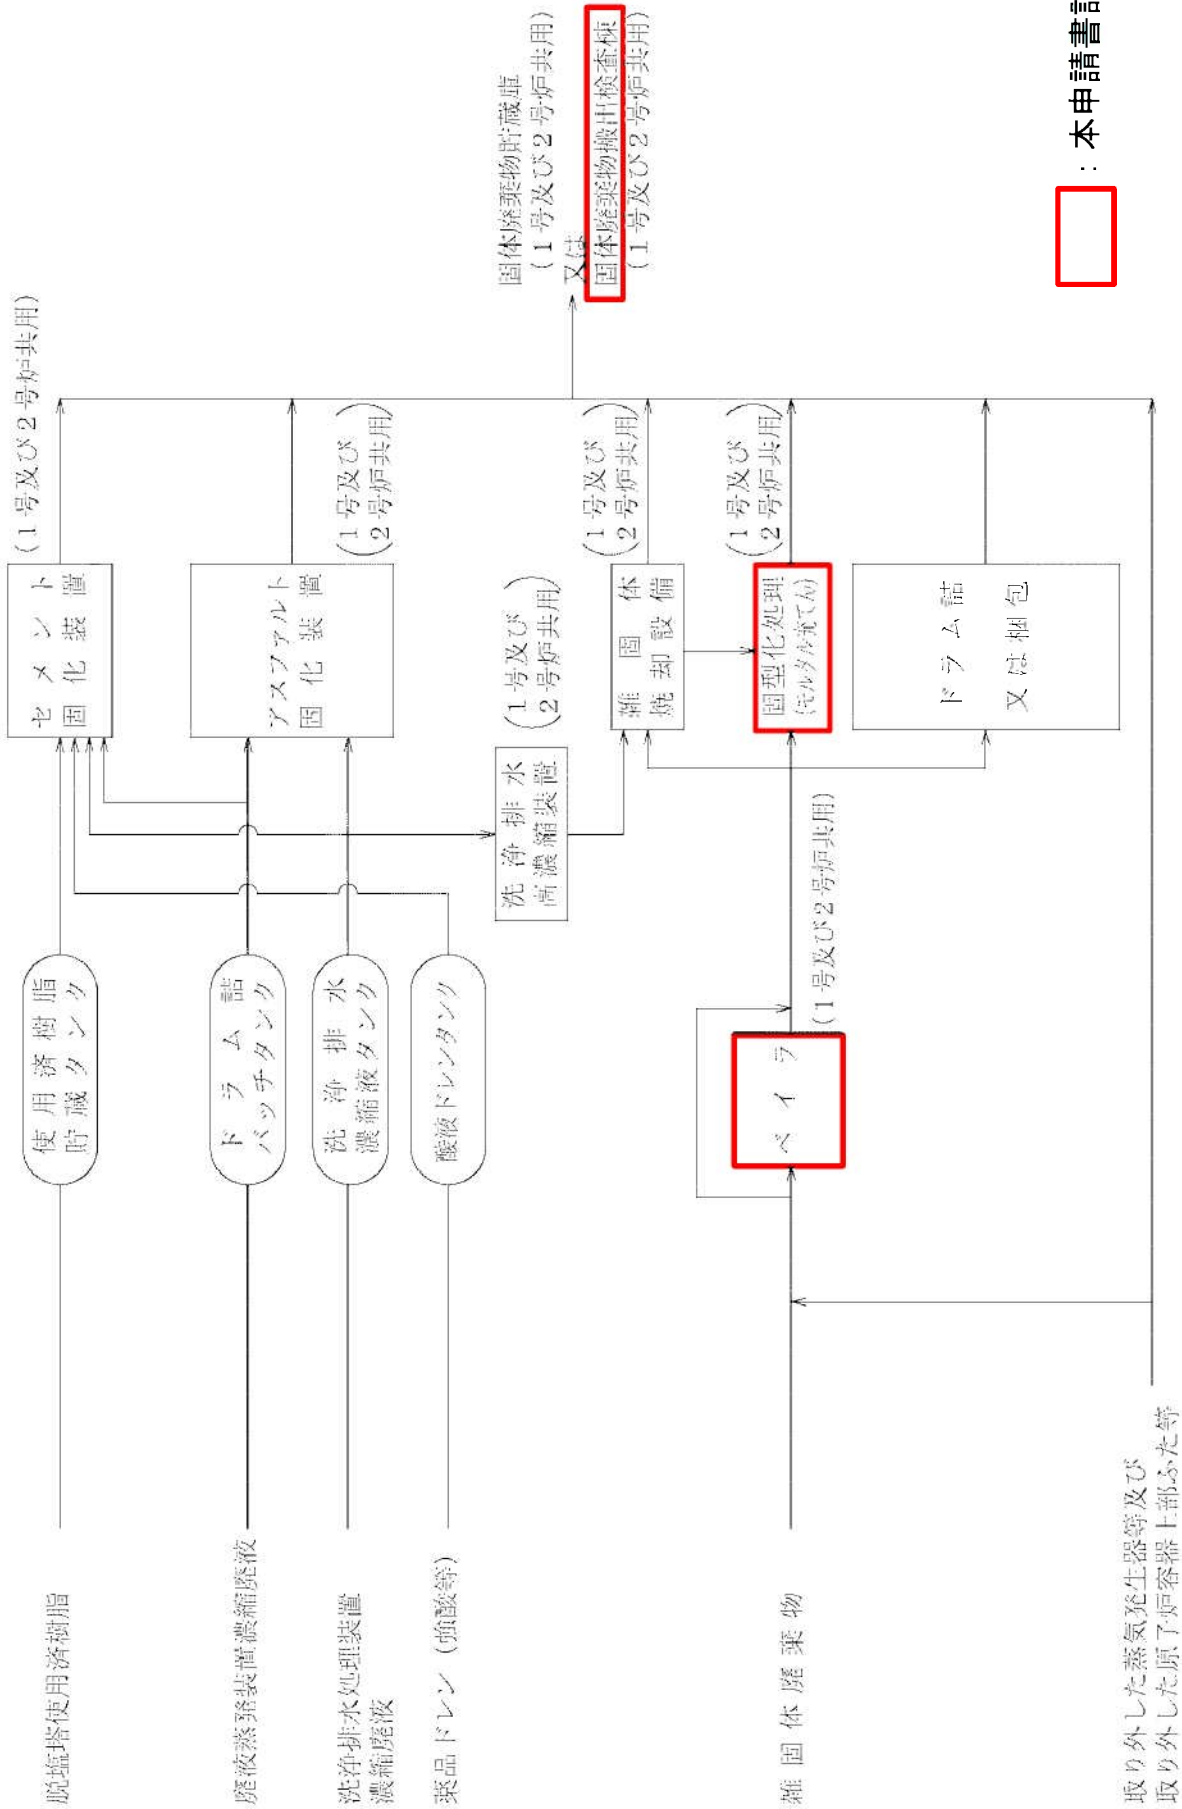 脱塩塔使用済樹脂
使用済樹脂
貯蔵タンク
セメント
固化装置
(1号及び2号炉共用)
廃液蒸発装置濃縮廃液
ドラム詰
バッチタンク
アスファルト
固化装置
(1号及び
2号炉共用)
洗浄排水処理装置
濃縮廃液
洗浄排水
濃縮液タンク
薬品ドレン(強酸等)
酸液ドレンタンク
洗浄排水
高濃縮装置
(1号及び
2号炉共用)
雑固体
焼却設備
(1号及び
2号炉共用)
雑固体廃棄物
ベイラ
(1号及び2号炉共用)
固型化処理
(モルタル充てん)
(1号及び
2号炉共用)
ドラム詰
又は梱包
取り外した蒸気発生器等及び
取り外した原子炉容器上部ふた等
固体廃棄物貯蔵庫
(1号及び2号炉共用)
又は
固体廃棄物搬出検査棟
(1号及び2号炉共用)
:本申請書